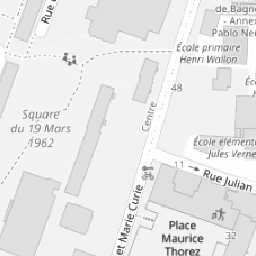 de Bagne
- Annex
Pablo Ner
Rue d
École primaire
Henri Wallon
48
Centre
Square
du 19 Mars
1962
École élémenta
Jules Verne
11
Rue Julian
et Marie Curie
Place
Maurice
Thorez
32